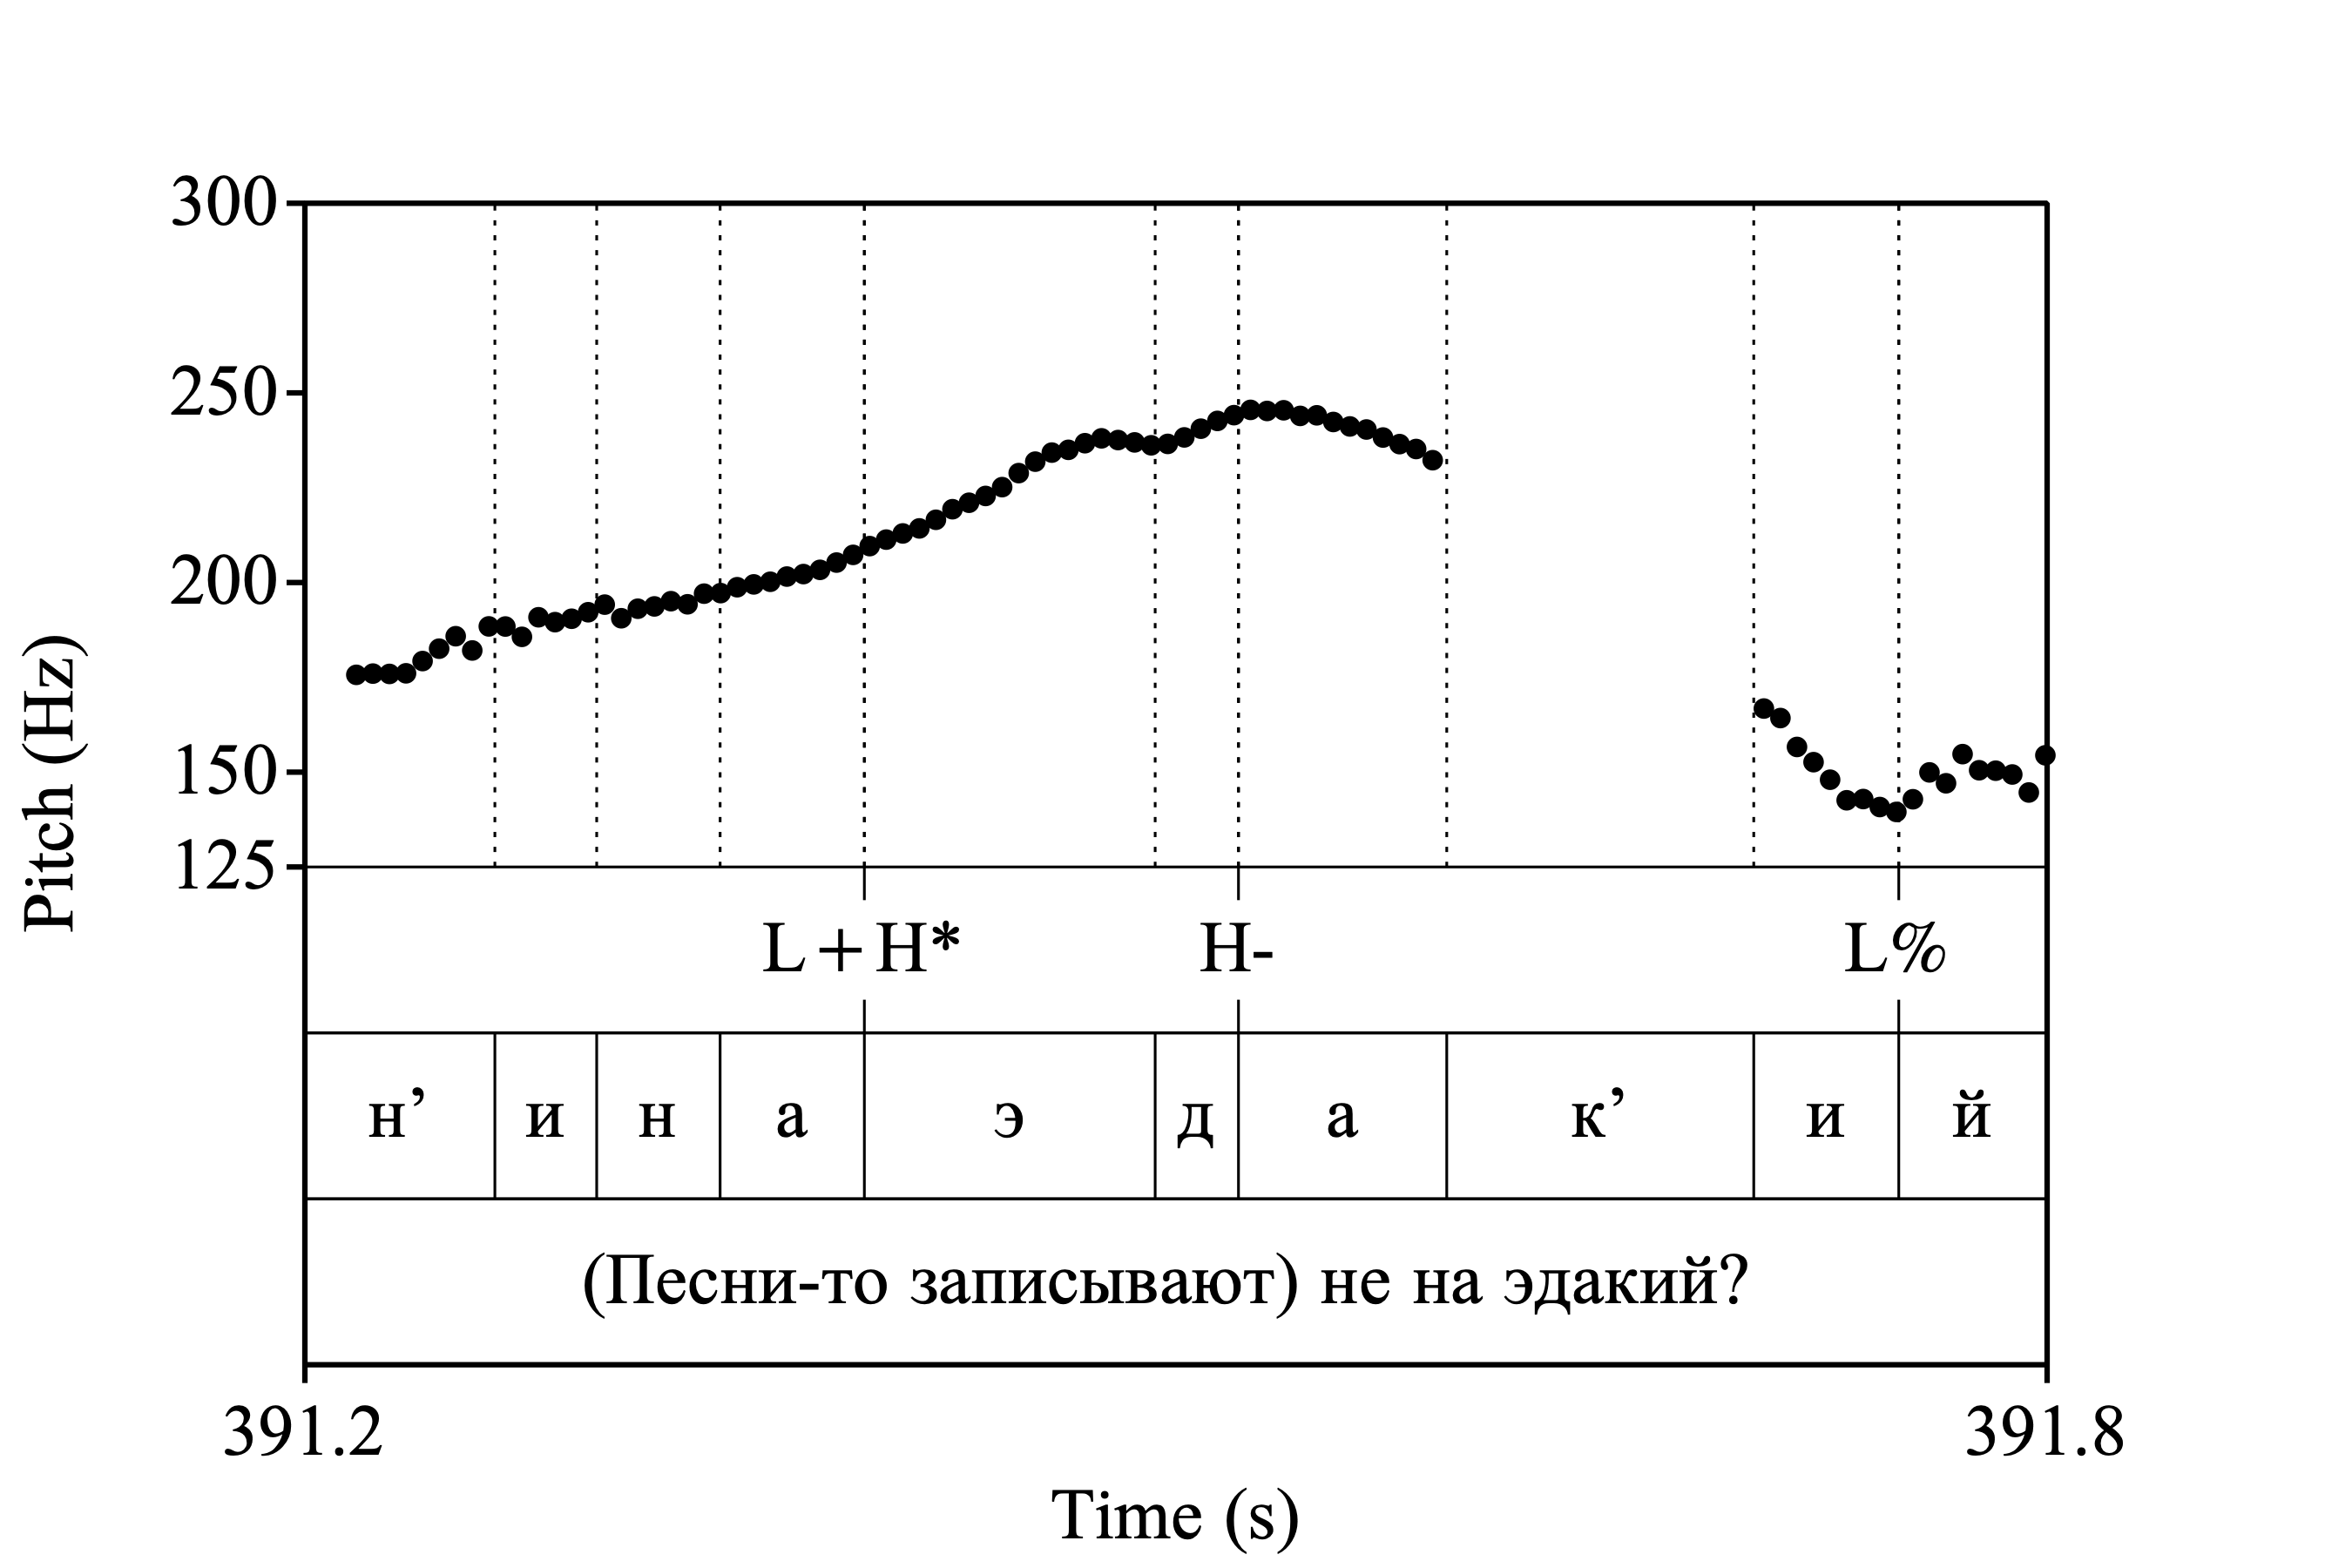 300
250
200
150
125
Pitch (Hz)
L+H* H- L%
н’ и н а э д а к’ и й
(Песни-то записывают) не на эдакий?
391.2 391.8
Time (s)